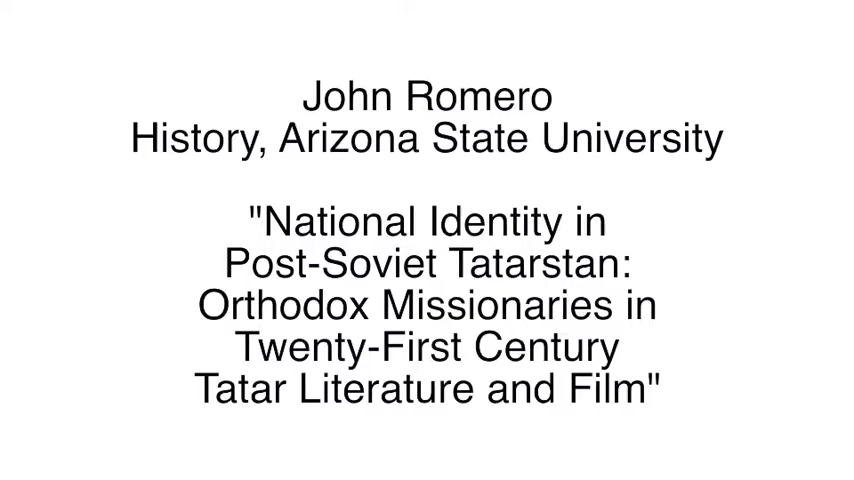 John Romero
History, Arizona State University
"National Identity in
Post-Soviet Tatarstan:
Orthodox Missionaries in
Twenty-First Century
Tatar Literature and Film"